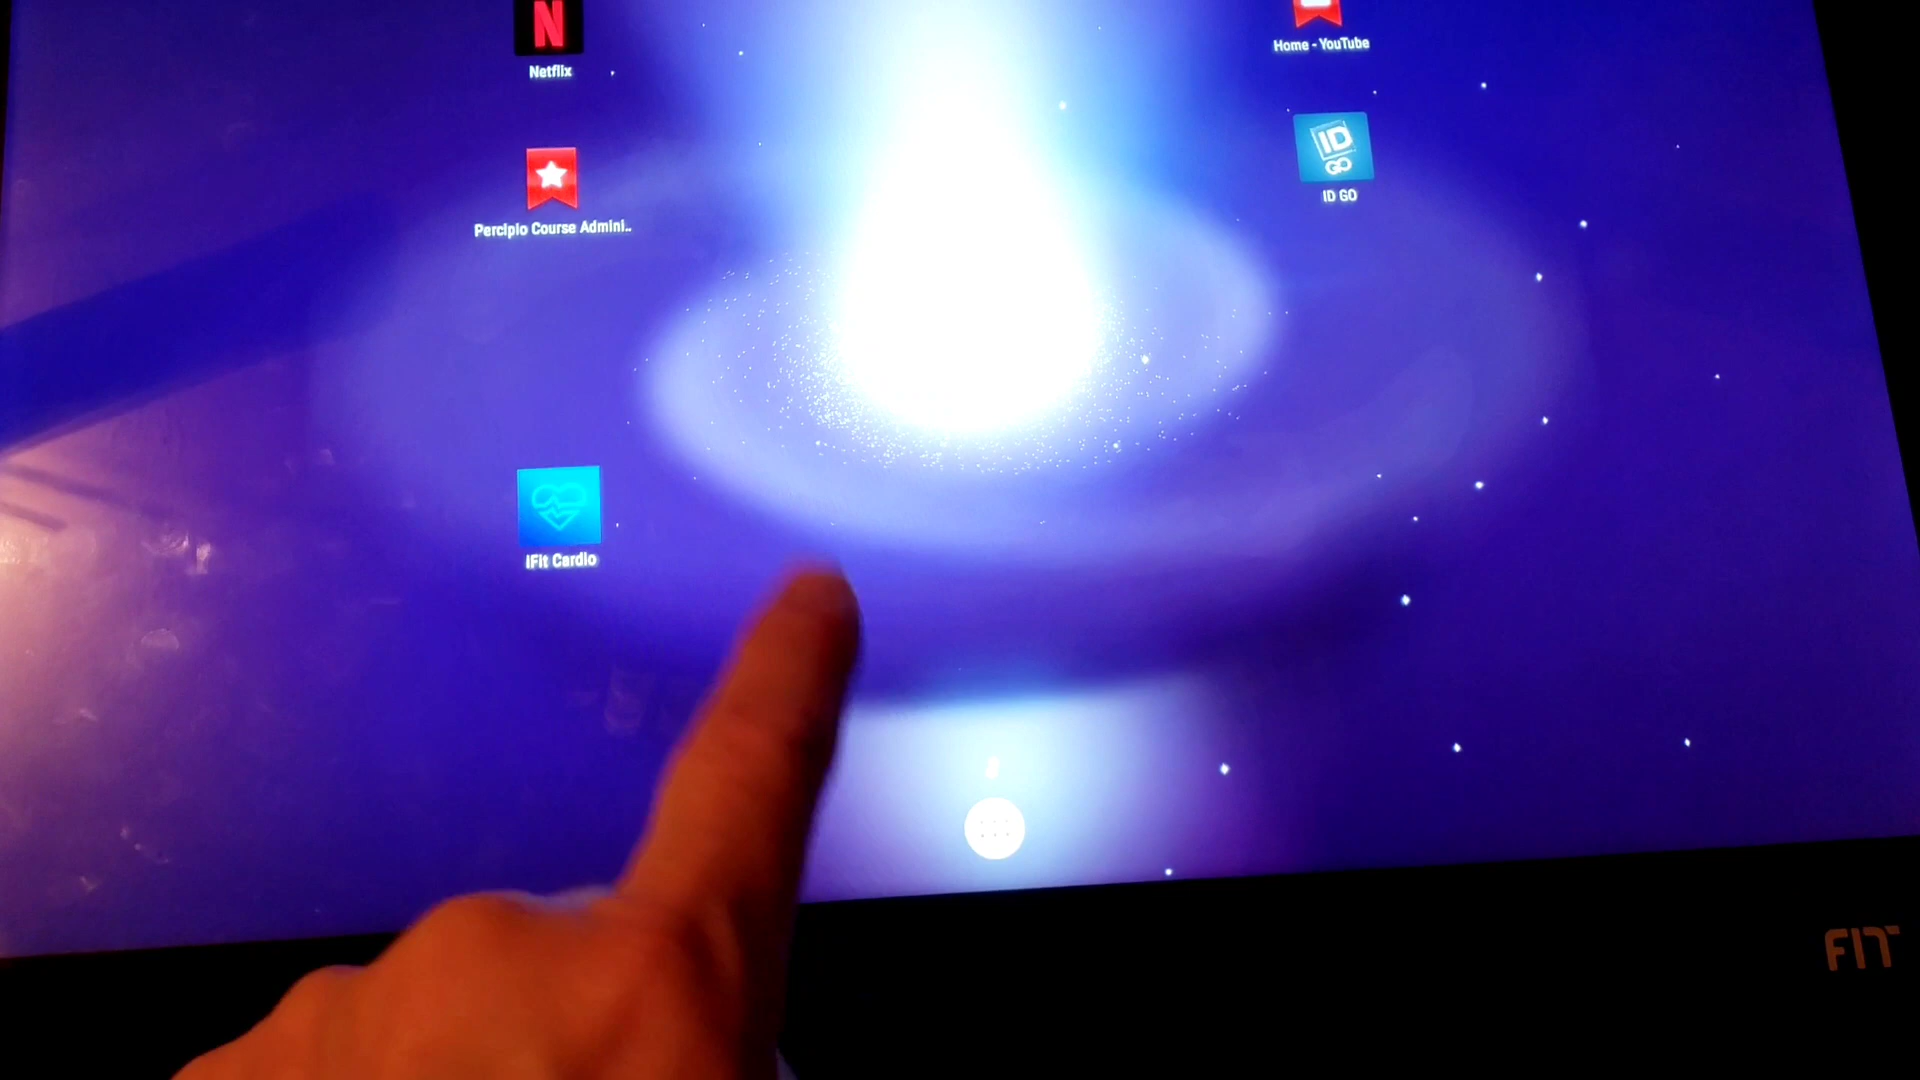 N
Netflix
Home - YouTube
ID
GO
ID GO
Percipio Course Admini..
iFit Cardio
FIT